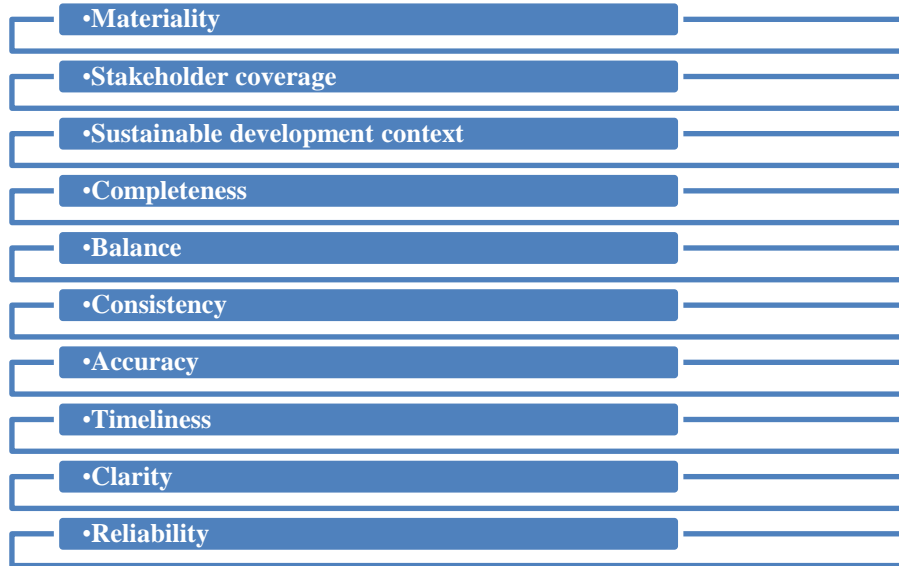 •Materiality
•Stakeholder coverage
•Sustainable development context
•Completeness
•Balance
•Consistency
•Accuracy
•Timeliness
•Clarity
•Reliability